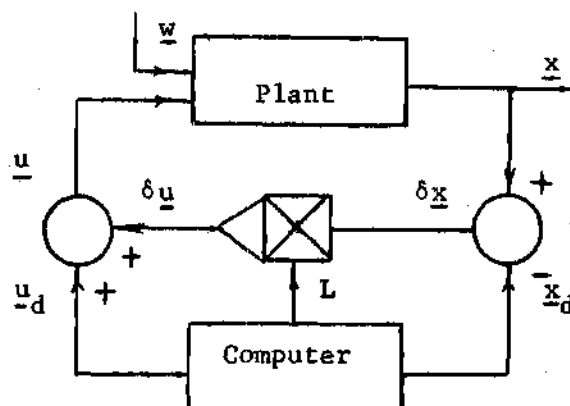 w
x
Plant
u
δu
δx
+
+
+
-
u_d
L
x_d
Computer